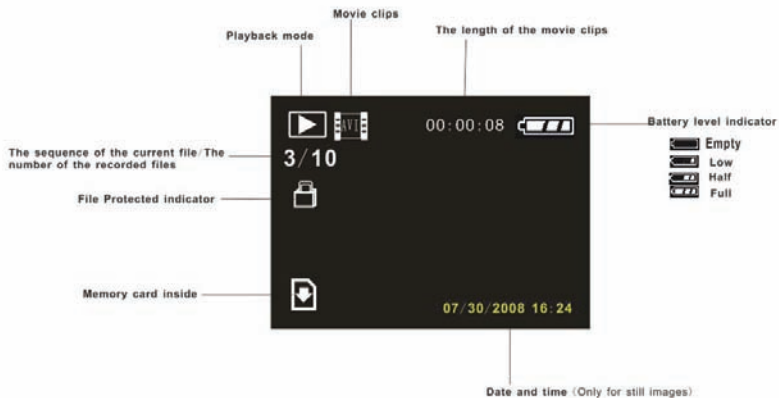 Movie clips
Playback mode
The length of the movie clips
AVI
00:00:08
Battery level indicator
Empty
Low
Half
Full
The sequence of the current file/The
number of the recorded files
3/10
File Protected indicator
Memory card inside
07/30/2008 16:24
Date and time (Only for still images)